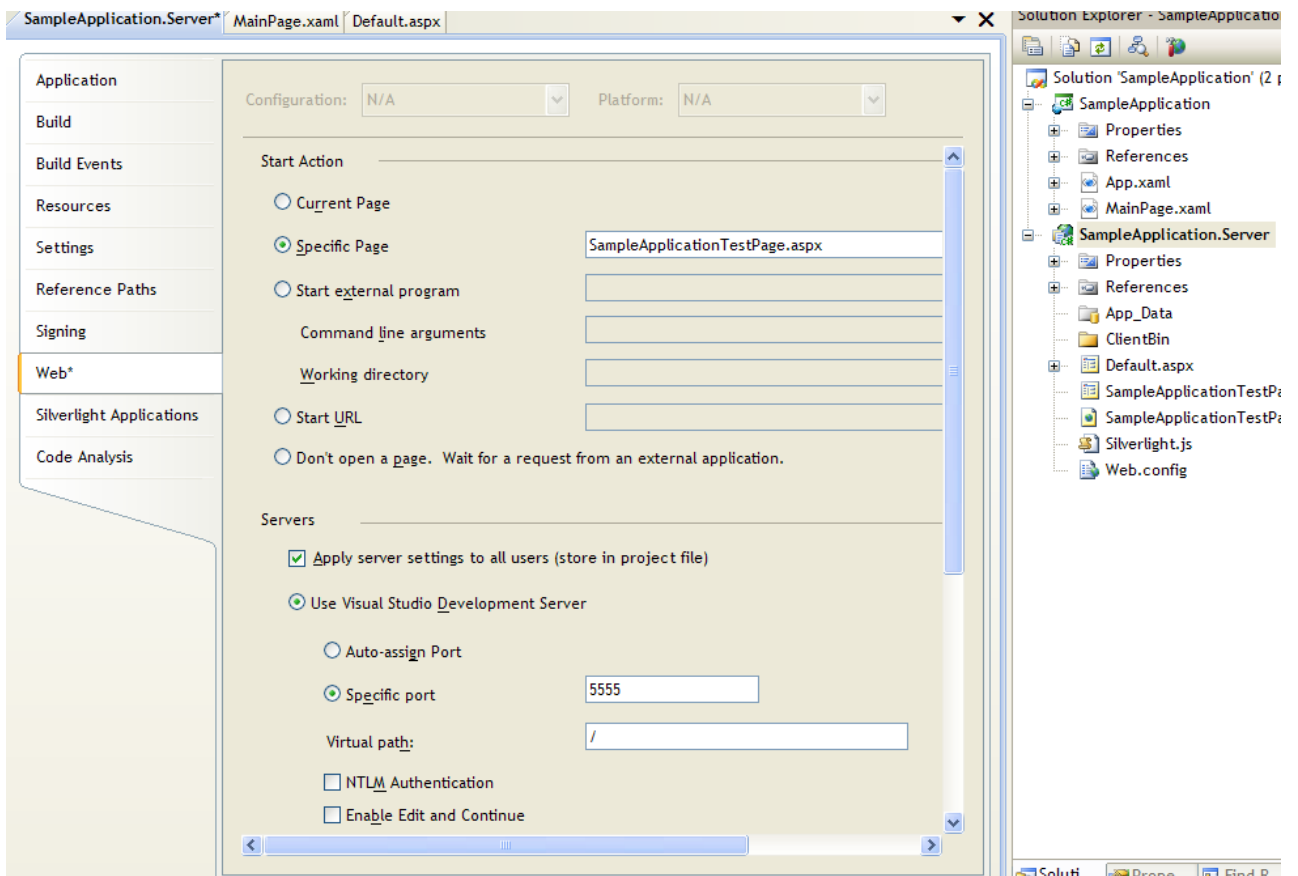 SampleApplication.Server* MainPage.xaml Default.aspx
Application
Build
Build Events
Resources
Settings
Reference Paths
Signing
Web*
Silverlight Applications
Code Analysis
Configuration: N/A Platform: N/A
Start Action
Current Page
Specific Page SampleApplicationTestPage.aspx
Start external program
Command line arguments
Working directory
Start URL
Don't open a page. Wait for a request from an external application.
Servers
Apply server settings to all users (store in project file)
Use Visual Studio Development Server
Auto-assign Port
Specific port 5555
Virtual path: /
NTLM Authentication
Enable Edit and Continue
Solution Explorer - SampleApplicatio
Solution 'SampleApplication' (2 p
SampleApplication
Properties
References
App.xaml
MainPage.xaml
SampleApplication.Server
Properties
References
App_Data
ClientBin
Default.aspx
SampleApplicationTestPa
SampleApplicationTestPa
Silverlight.js
Web.config
Soluti... Prope... Find R...